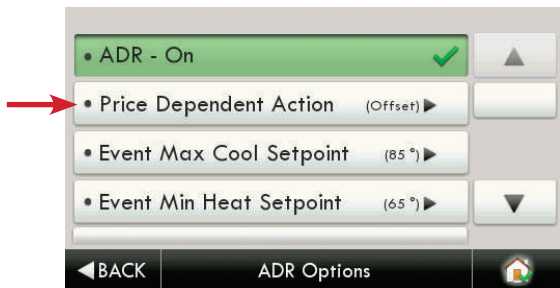 • ADR - On
• Price Dependent Action (Offset)▶
• Event Max Cool Setpoint (85 °)▶
• Event Min Heat Setpoint (65 °)▶
◀BACK ADR Options